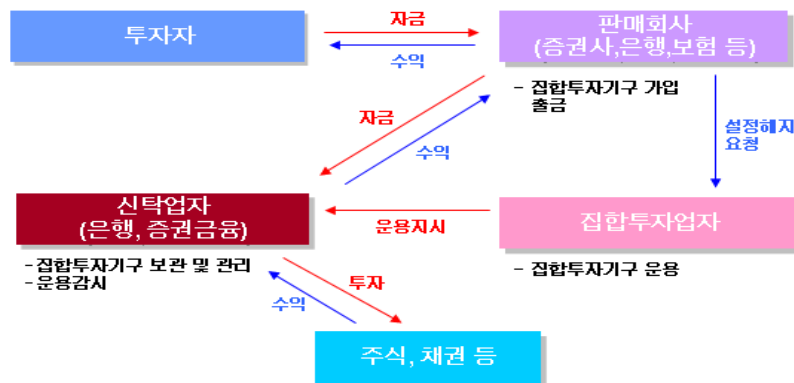 투자자
자금
수익
판매회사
(증권사,은행,보험 등)
- 집합투자기구 가입
출금
자금
수익
설정해지
요청
신탁업자
(은행, 증권금융)
운용지시
집합투자업자
-집합투자기구 보관 및 관리
-운용감시
- 집합투자기구 운용
투자
수익
주식, 채권 등